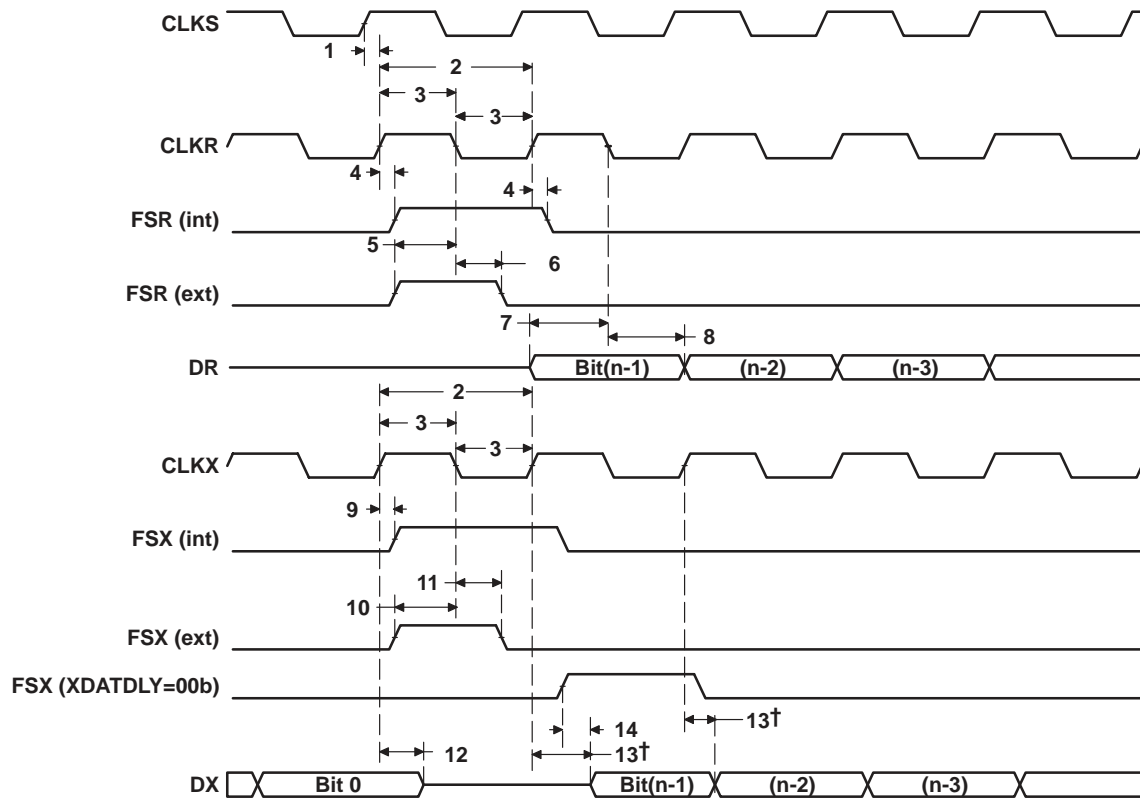 CLKS
1
2
3
3
CLKR
4
4
FSR (int)
5
6
FSR (ext)
7
8
DR
Bit(n-1)
(n-2)
(n-3)
2
3
3
CLKX
9
FSX (int)
11
10
FSX (ext)
FSX (XDATDLY=00b)
14
13†
12
13†
DX
Bit 0
Bit(n-1)
(n-2)
(n-3)